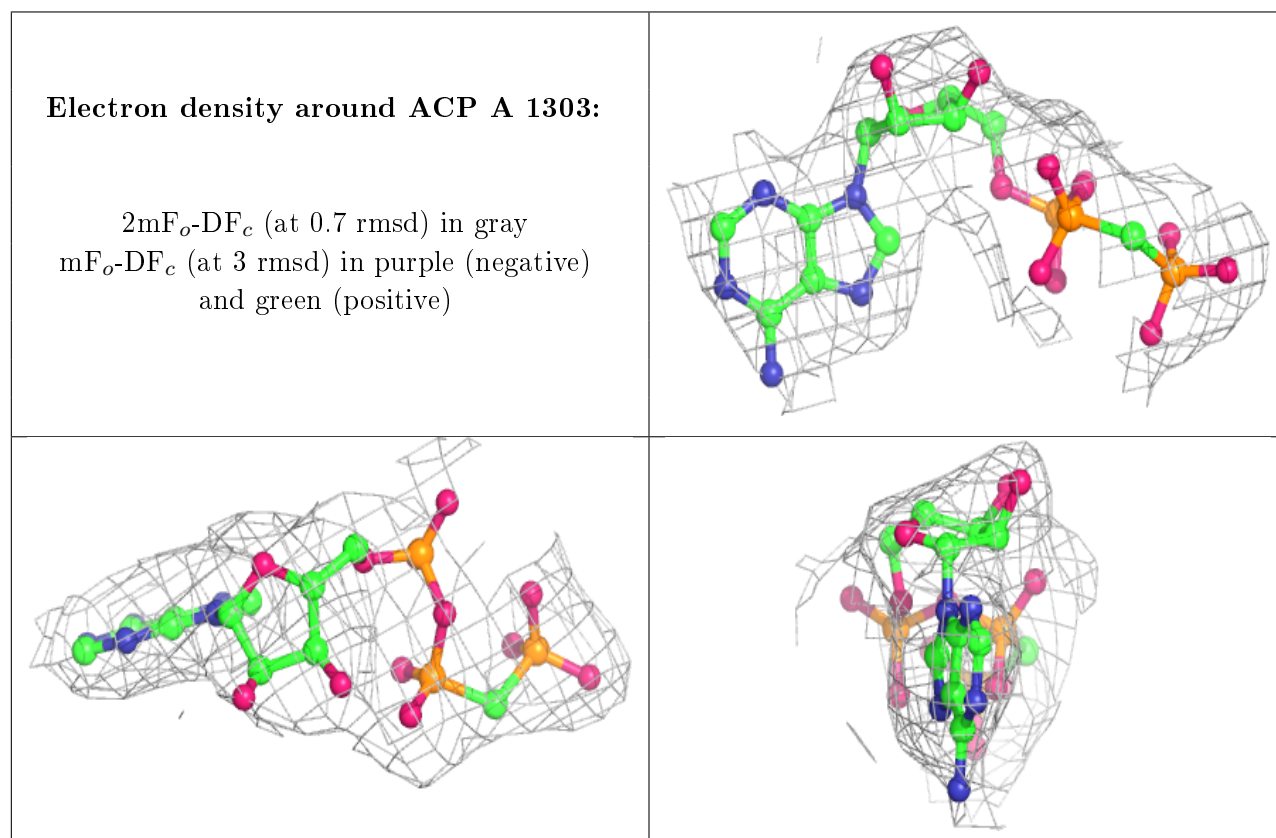 Electron density around ACP A 1303:
2mFo-DFc (at 0.7 rmsd) in gray
mFo-DFc (at 3 rmsd) in purple (negative)
and green (positive)